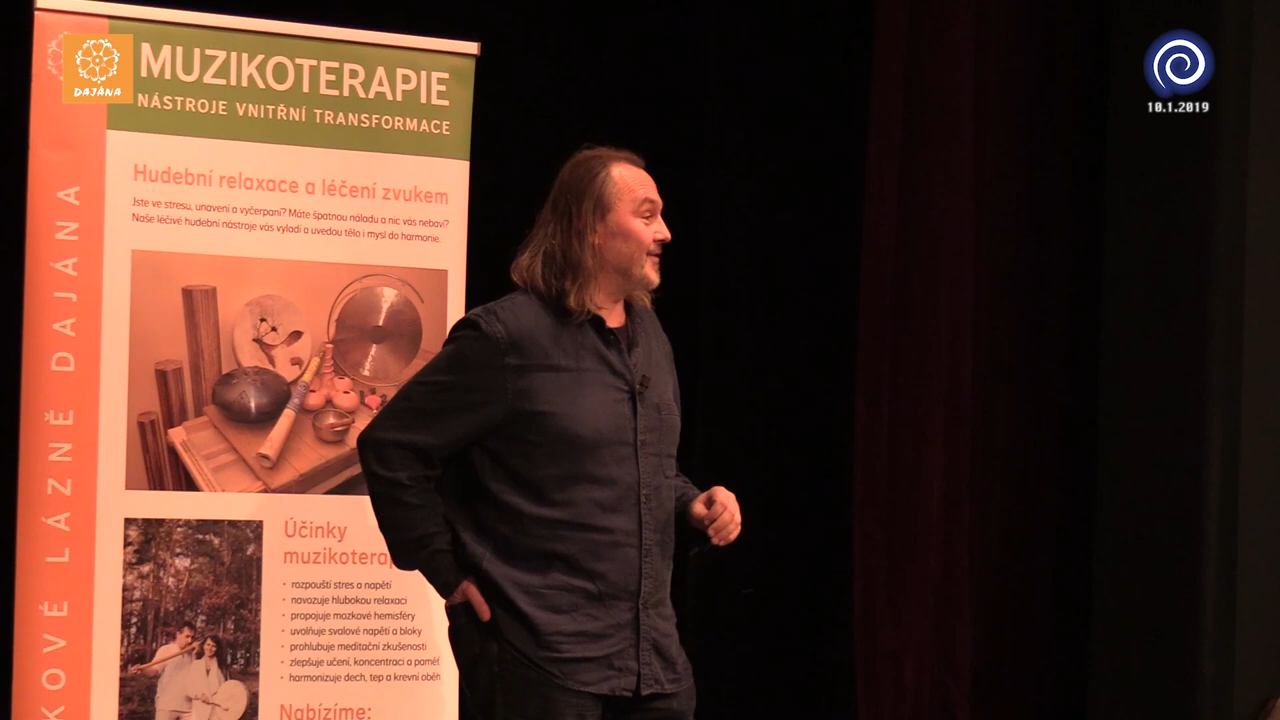 DAJÁNA
10.1.2019
MUZIKOTERAPIE
NÁSTROJE VNITŘNÍ TRANSFORMACE
KOVÉ LÁZNĚ DAJÁNA
Hudební relaxace a léčení zvukem
Jste ve stresu, unavení a vyčerpaní? Máte špatnou náladu a nic vás nebaví?
Naše léčivé hudební nástroje vás vyladí a uvedou tělo i mysl do harmonie.
Účinky
muzikoterap
• rozpouští stres a napětí
• navozuje hlubokou relaxaci
• propojuje mozkové hemisféry
• uvolňuje svalové napětí a bloky
• prohlubuje meditační zkušenosti
• zlepšuje učení, koncentraci a paměť
• harmonizuje dech, tep a krevní oběh
Nabízíme: